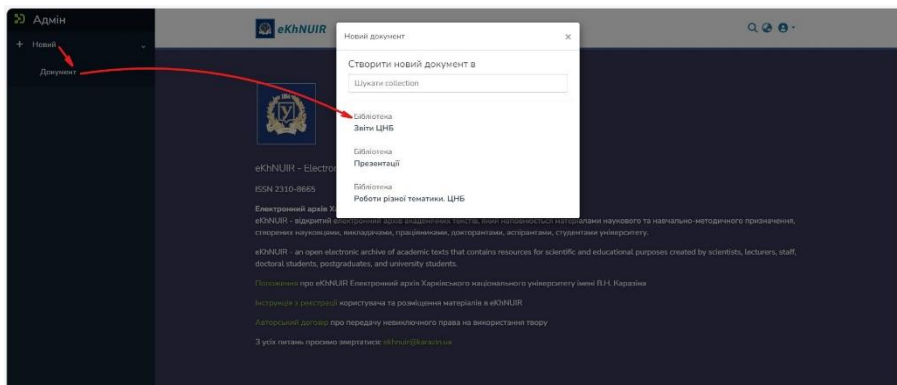 Адмін
+ Новий
Документ
eKhNUIR
Новий документ
×
Створити новий документ в
Шукати collection
Бібліотека
Звіти ЦНБ
Бібліотека
Презентації
Бібліотека
Роботи різної тематики. ЦНБ
eKhNUIR - Electro
ISSN 2310-8665
Електронний архів Х
eKhNUIR - відкритий електронний архів академічних текстів, який наповнюється матеріалами наукового та навчально-методичного призначення,
створених науковцями, викладачами, працівниками, докторантами, аспірантами, студентами університету.
eKhNUIR - an open electronic archive of academic texts that contains resources for scientific and educational purposes created by scientists, lecturers, staff,
doctoral students, postgraduates, and university students.
Положення про eKhNUIR Електронний архів Харківського національного університету імені В.Н. Каразіна
Інструкція з реєстрації користувача та розміщення матеріалів в eKhNUIR
Авторський договір про передачу невиключного права на використання твору
З усіх питань просимо звертатися: ekhnuir@karazin.ua